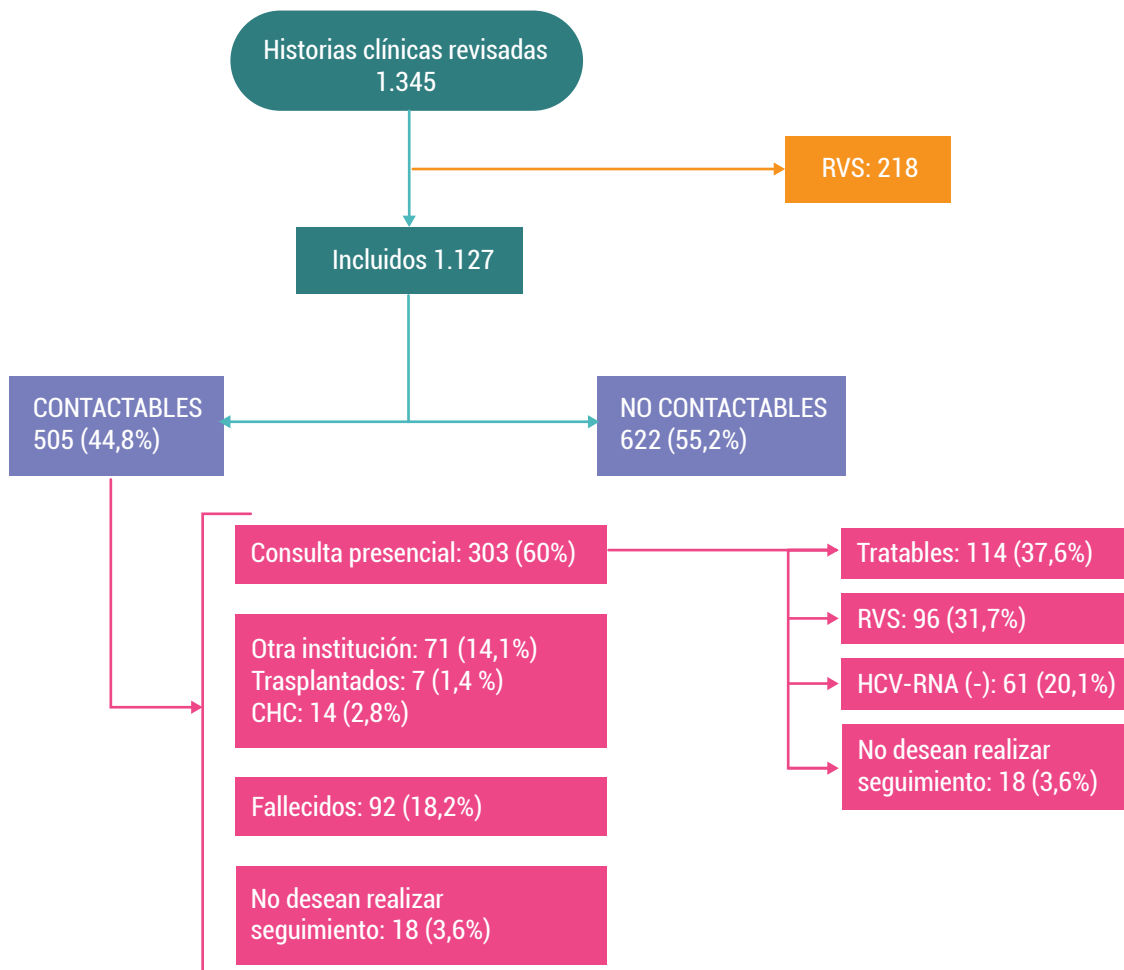 Historias clínicas revisadas
1.345
RVS: 218
Incluidos 1.127
CONTACTABLES
505 (44,8%)
NO CONTACTABLES
622 (55,2%)
Consulta presencial: 303 (60%)
Otra institución: 71 (14,1%)
Trasplantados: 7 (1,4 %)
CHC: 14 (2,8%)
Fallecidos: 92 (18,2%)
No desean realizar
seguimiento: 18 (3,6%)
Tratables: 114 (37,6%)
RVS: 96 (31,7%)
HCV-RNA (-): 61 (20,1%)
No desean realizar
seguimiento: 18 (3,6%)